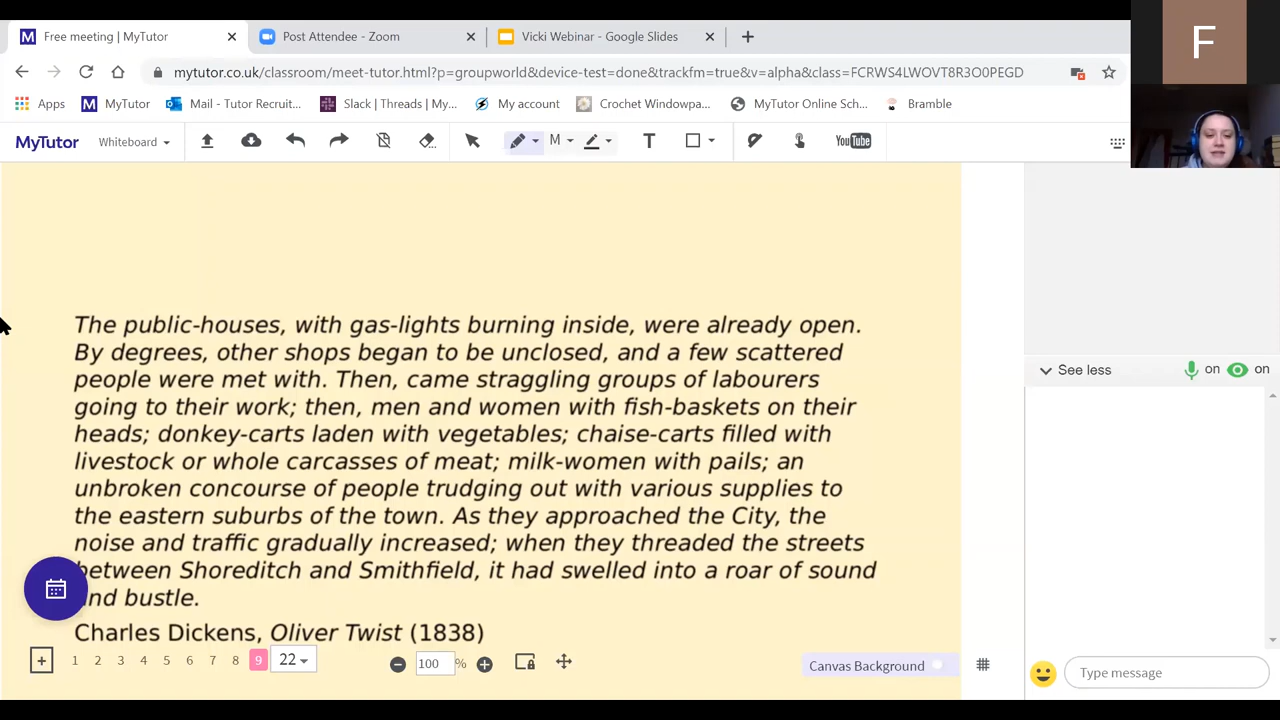 Free meeting | MyTutor
Post Attendee - Zoom
Vicki Webinar - Google Slides
mytutor.co.uk/classroom/meet-tutor.html?p=groupworld&device-test=done&trackfm=true&v=alpha&class=FCRWS4LWOVT8R3O0PEGD
Apps
MyTutor
Mail - Tutor Recruit...
Slack | Threads | My...
My account
Crochet Windowpa...
MyTutor Online Sch...
Bramble
MyTutor
Whiteboard
M
T
YouTube
F
The public-houses, with gas-lights burning inside, were already open.
By degrees, other shops began to be unclosed, and a few scattered
people were met with. Then, came straggling groups of labourers
going to their work; then, men and women with fish-baskets on their
heads; donkey-carts laden with vegetables; chaise-carts filled with
livestock or whole carcasses of meat; milk-women with pails; an
unbroken concourse of people trudging out with various supplies to
the eastern suburbs of the town. As they approached the City, the
noise and traffic gradually increased; when they threaded the streets
between Shoreditch and Smithfield, it had swelled into a roar of sound
and bustle.
Charles Dickens, Oliver Twist (1838)
See less
on
on
1 2 3 4 5 6 7 8 9 22
100 %
Canvas Background
Type message